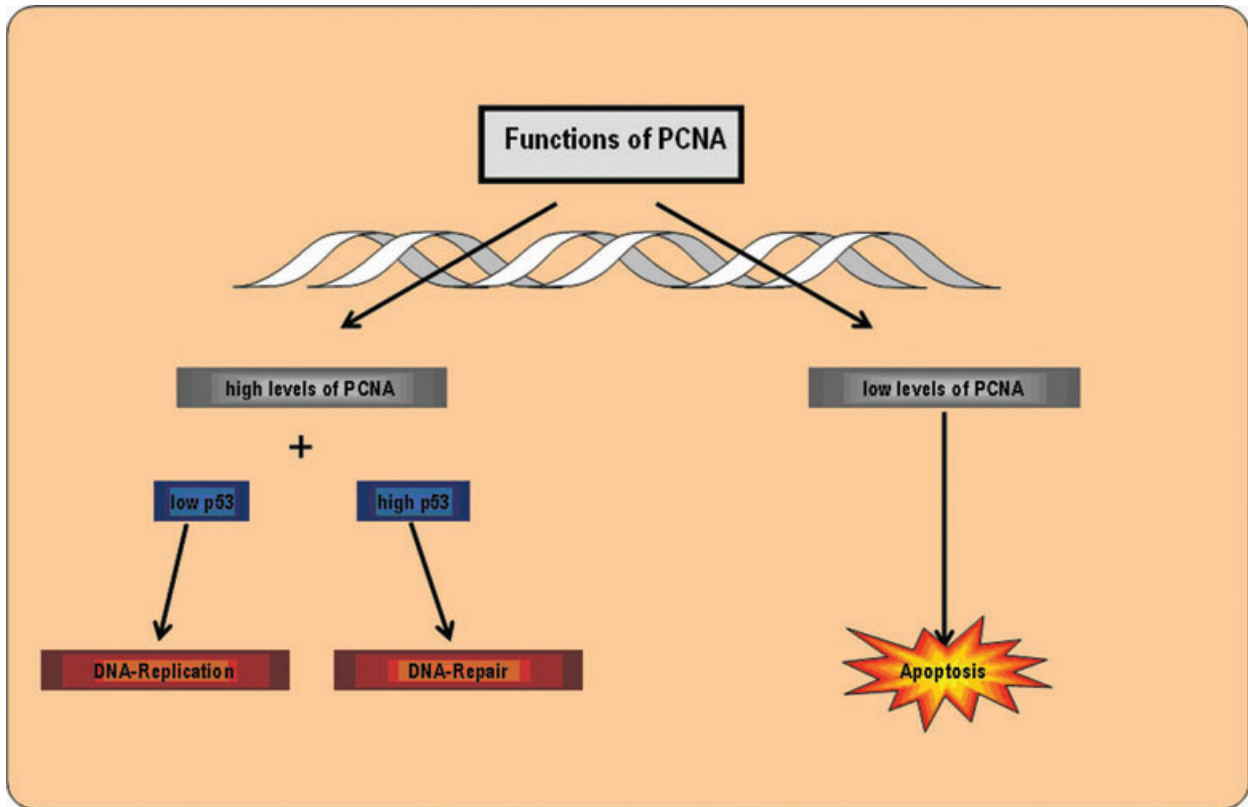 Functions of PCNA
high levels of PCNA
low levels of PCNA
+
low p53
high p53
DNA-Replication
DNA-Repair
Apoptosis